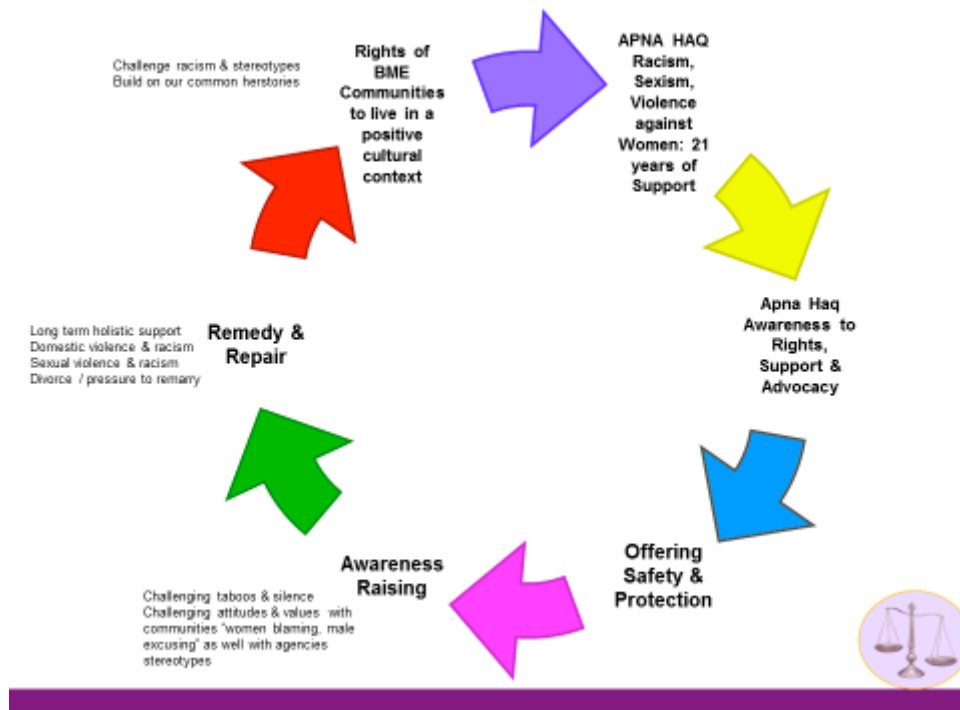 Challenge racism & stereotypes
Build on our common herstories
Rights of
BME
Communities
to live in a
positive
cultural
context
APNA HAQ
Racism,
Sexism,
Violence
against
Women: 21
years of
Support
Apna Haq
Awareness to
Rights,
Support &
Advocacy
Offering
Safety &
Protection
Awareness
Raising
Challenging taboos & silence
Challenging attitudes & values with
communities "women blaming, male
excusing" as well with agencies
stereotypes
Remedy &
Repair
Long term holistic support
Domestic violence & racism
Sexual violence & racism
Divorce / pressure to remarry